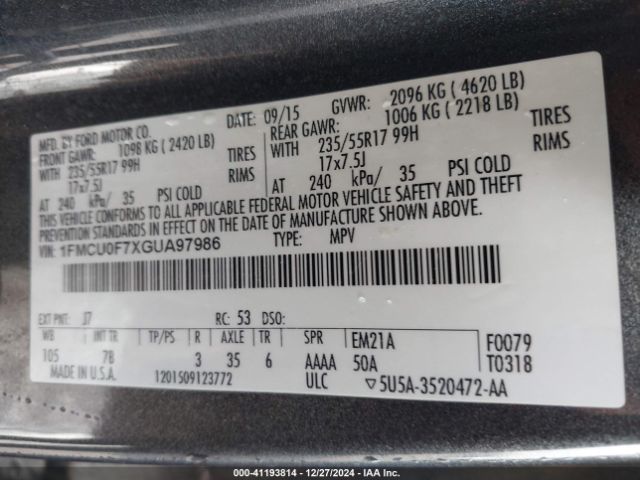 MFD. BY FORD MOTOR CO.
DATE: 09/15 GVWR: 2096 KG ( 4620 LB)
FRONT GAWR: 1098 KG ( 2420 LB) REAR GAWR: 1006 KG ( 2218 LB)
WITH 235/55R17 99H TIRES WITH 235/55R17 99H TIRES
17x7.5J RIMS 17x7.5J RIMS
AT 240 kPa/ 35 PSI COLD AT 240 kPa/ 35 PSI COLD
THIS VEHICLE CONFORMS TO ALL APPLICABLE FEDERAL MOTOR VEHICLE SAFETY AND THEFT
PREVENTION STANDARDS IN EFFECT ON THE DATE OF MANUFACTURE SHOWN ABOVE.
VIN: 1FMCU0F7XGUA97986 TYPE: MPV
EXT PNT: J7 RC: 53 DSO:
WB INT TR TP/PS R AXLE TR SPR EM21A F0079
105 7B 3 35 6 AAAA 50A T0318
MADE IN U.S.A. 1201509123772 ULC ▽5U5A-3520472-AA
000-41193814 | 12/27/2024 | IAA Inc.